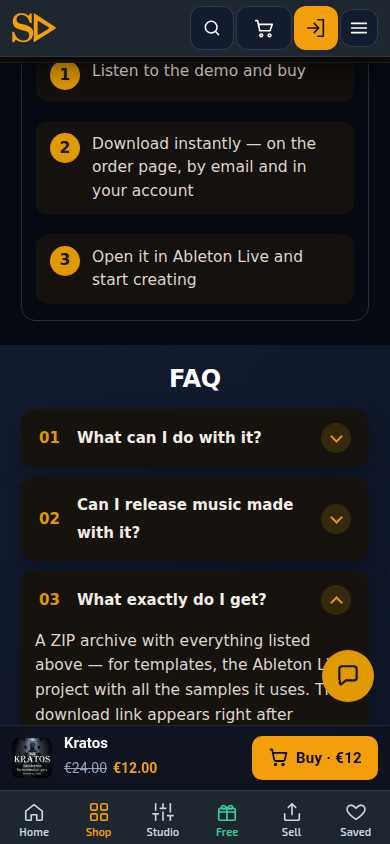 S
1 Listen to the demo and buy
2 Download instantly — on the
order page, by email and in
your account
3 Open it in Ableton Live and
start creating
FAQ
01 What can I do with it?
02 Can I release music made
with it?
03 What exactly do I get?
A ZIP archive with everything listed
above — for templates, the Ableton
project with all the samples it uses.
download link appears right after
KRATOS
Kratos
€24.00 €12.00
Buy · €12
Home Shop Studio Free Sell Saved